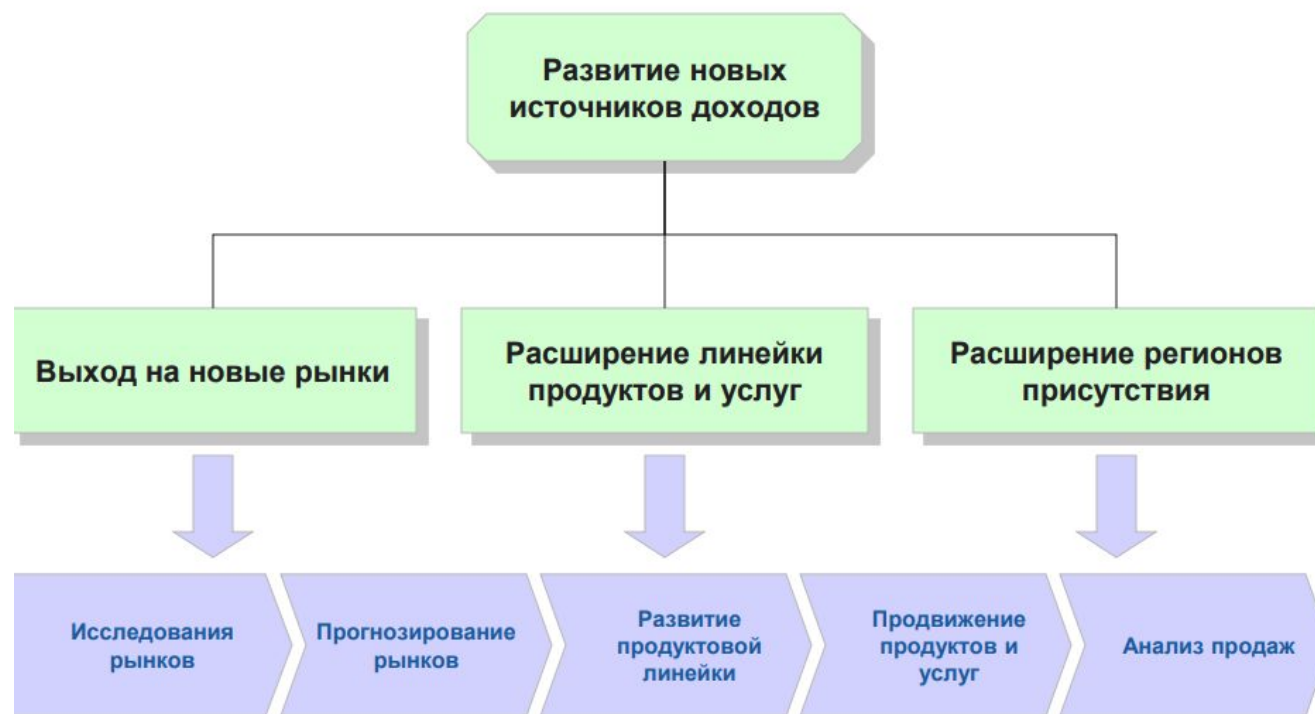 Развитие новых
источников доходов
Выход на новые рынки
Расширение линейки
продуктов и услуг
Расширение регионов
присутствия
Исследования
рынков
Прогнозирование
рынков
Развитие
продуктовой
линейки
Продвижение
продуктов и
услуг
Анализ продаж